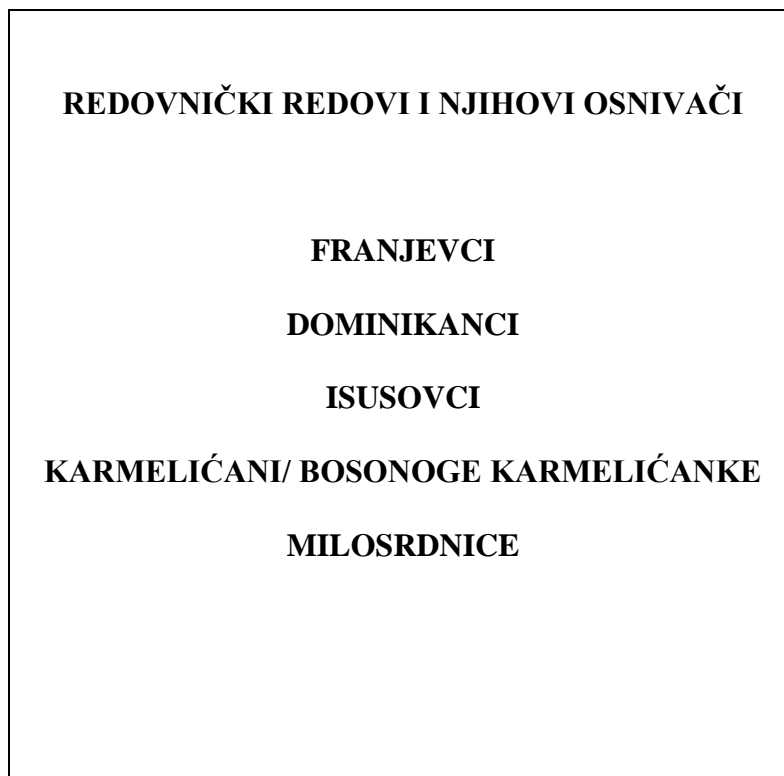 REDOVNIČKI REDOVI I NJIHOVI OSNIVAČI
FRANJEVCI
DOMINIKANCI
ISUSOVCI
KARMELIĆANI/ BOSONOGE KARMELIĆANKE
MILOSRDNICE